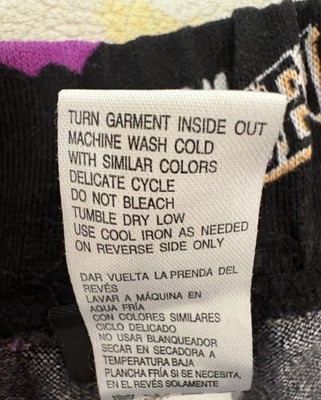 TURN GARMENT INSIDE OUT
MACHINE WASH COLD
WITH SIMILAR COLORS
DELICATE CYCLE
DO NOT BLEACH
TUMBLE DRY LOW
USE COOL IRON AS NEEDED
ON REVERSE SIDE ONLY
DAR VUELTA LA PRENDA DEL
REVÉS
LAVAR A MÁQUINA EN
AGUA FRÍA
CON COLORES SIMILARES
CICLO DELICADO
NO USAR BLANQUEADOR
SECAR EN SECADORA A
TEMPERATURA BAJA
PLANCHA FRÍA SI SE NECESITA,
EN EL REVÉS SOLAMENTE